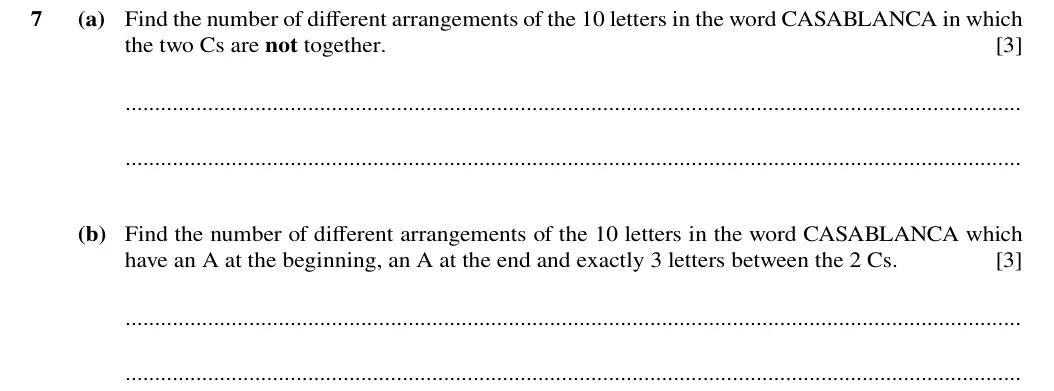 7 (a) Find the number of different arrangements of the 10 letters in the word CASABLANCA in which
the two Cs are not together. [3]
(b) Find the number of different arrangements of the 10 letters in the word CASABLANCA which
have an A at the beginning, an A at the end and exactly 3 letters between the 2 Cs. [3]